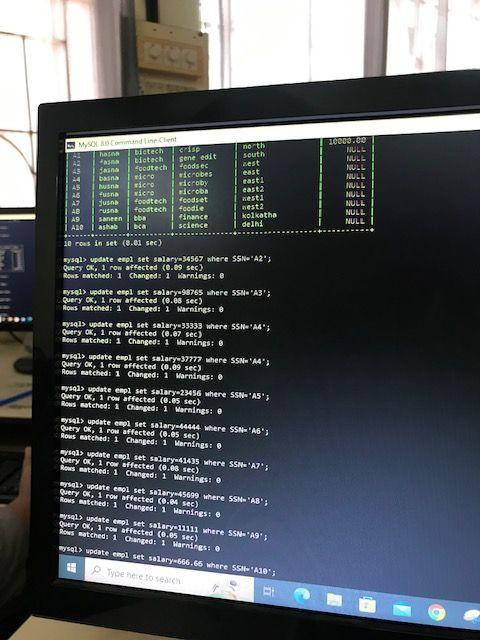 MySQL 8.0 Command Line Client
| A1 | hasna | biotech | crisp | north | 10000.00 |
| A2 | fasna | biotech | gene edit | south | NULL |
| A3 | jasna | foodtech | foodsec | west | NULL |
| A4 | basna | micro | microbes | east | NULL |
| A5 | husna | micro | microby | east1 | NULL |
| A6 | fusna | micro | microba | east2 | NULL |
| A7 | jusna | foodtech | foodset | west1 | NULL |
| A8 | rusna | foodtech | foodie | west2 | NULL |
| A9 | saneen | bba | finance | kolkatha | NULL |
| A10 | ashab | bca | science | delhi | NULL |
10 rows in set (0.01 sec)
mysql> update empl set salary=34567 where SSN='A2';
Query OK, 1 row affected (0.09 sec)
Rows matched: 1 Changed: 1 Warnings: 0
mysql> update empl set salary=98765 where SSN='A3';
Query OK, 1 row affected (0.08 sec)
Rows matched: 1 Changed: 1 Warnings: 0
mysql> update empl set salary=33333 where SSN='A4';
Query OK, 1 row affected (0.07 sec)
Rows matched: 1 Changed: 1 Warnings: 0
mysql> update empl set salary=37777 where SSN='A4';
Query OK, 1 row affected (0.09 sec)
Rows matched: 1 Changed: 1 Warnings: 0
mysql> update empl set salary=23456 where SSN='A5';
Query OK, 1 row affected (0.05 sec)
Rows matched: 1 Changed: 1 Warnings: 0
mysql> update empl set salary=44444 where SSN='A6';
Query OK, 1 row affected (0.05 sec)
Rows matched: 1 Changed: 1 Warnings: 0
mysql> update empl set salary=41435 where SSN='A7';
Query OK, 1 row affected (0.08 sec)
Rows matched: 1 Changed: 1 Warnings: 0
mysql> update empl set salary=45699 where SSN='A8';
Query OK, 1 row affected (0.04 sec)
Rows matched: 1 Changed: 1 Warnings: 0
mysql> update empl set salary=11111 where SSN='A9';
Query OK, 1 row affected (0.05 sec)
Rows matched: 1 Changed: 1 Warnings: 0
mysql> update empl set salary=666.66 where SSN='A10';
Type here to search